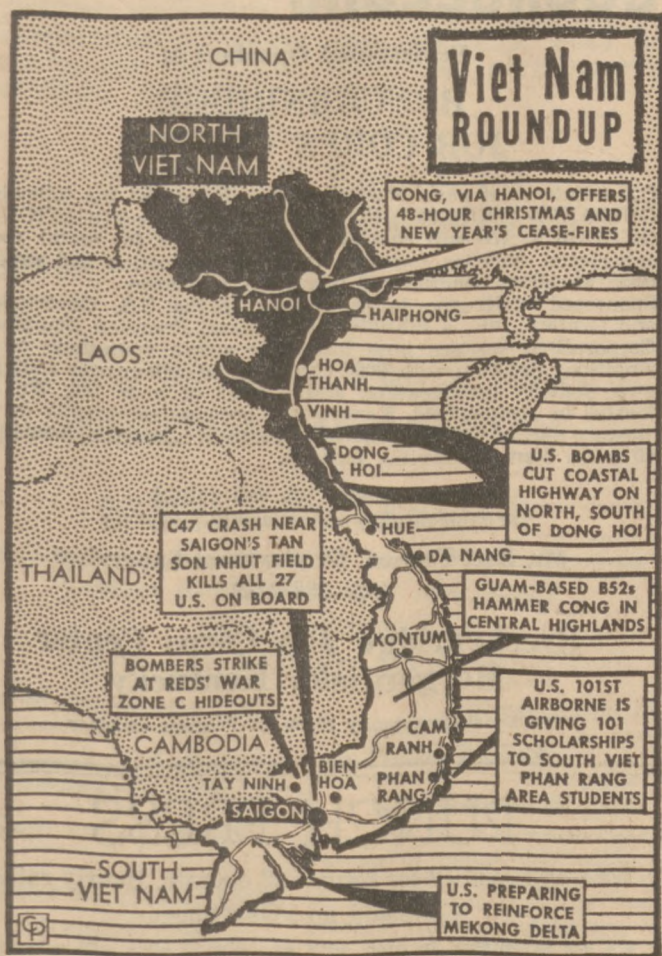 CHINA
Viet Nam
ROUNDUP
NORTH
VIET NAM
CONG, VIA HANOI, OFFERS
48-HOUR CHRISTMAS AND
NEW YEAR'S CEASE-FIRES
HANOI
HAIPHONG
LAOS
HOA
THANH
VINH
DONG
HOI
U.S. BOMBS
CUT COASTAL
HIGHWAY ON
NORTH, SOUTH
OF DONG HOI
C47 CRASH NEAR
SAIGON'S TAN
SON NHUT FIELD
KILLS ALL 27
U.S. ON BOARD
HUE
DA NANG
THAILAND
GUAM-BASED B52s
HAMMER CONG IN
CENTRAL HIGHLANDS
KONTUM
BOMBERS STRIKE
AT REDS' WAR
ZONE C HIDEOUTS
U.S. 101ST
AIRBORNE IS
GIVING 101
SCHOLARSHIPS
TO SOUTH VIET
PHAN RANG
AREA STUDENTS
CAMBODIA
CAM
RANH
TAY NINH
BIEN
HOA
PHAN
RANG
SAIGON
SOUTH
VIET NAM
U.S. PREPARING
TO REINFORCE
MEKONG DELTA
CP